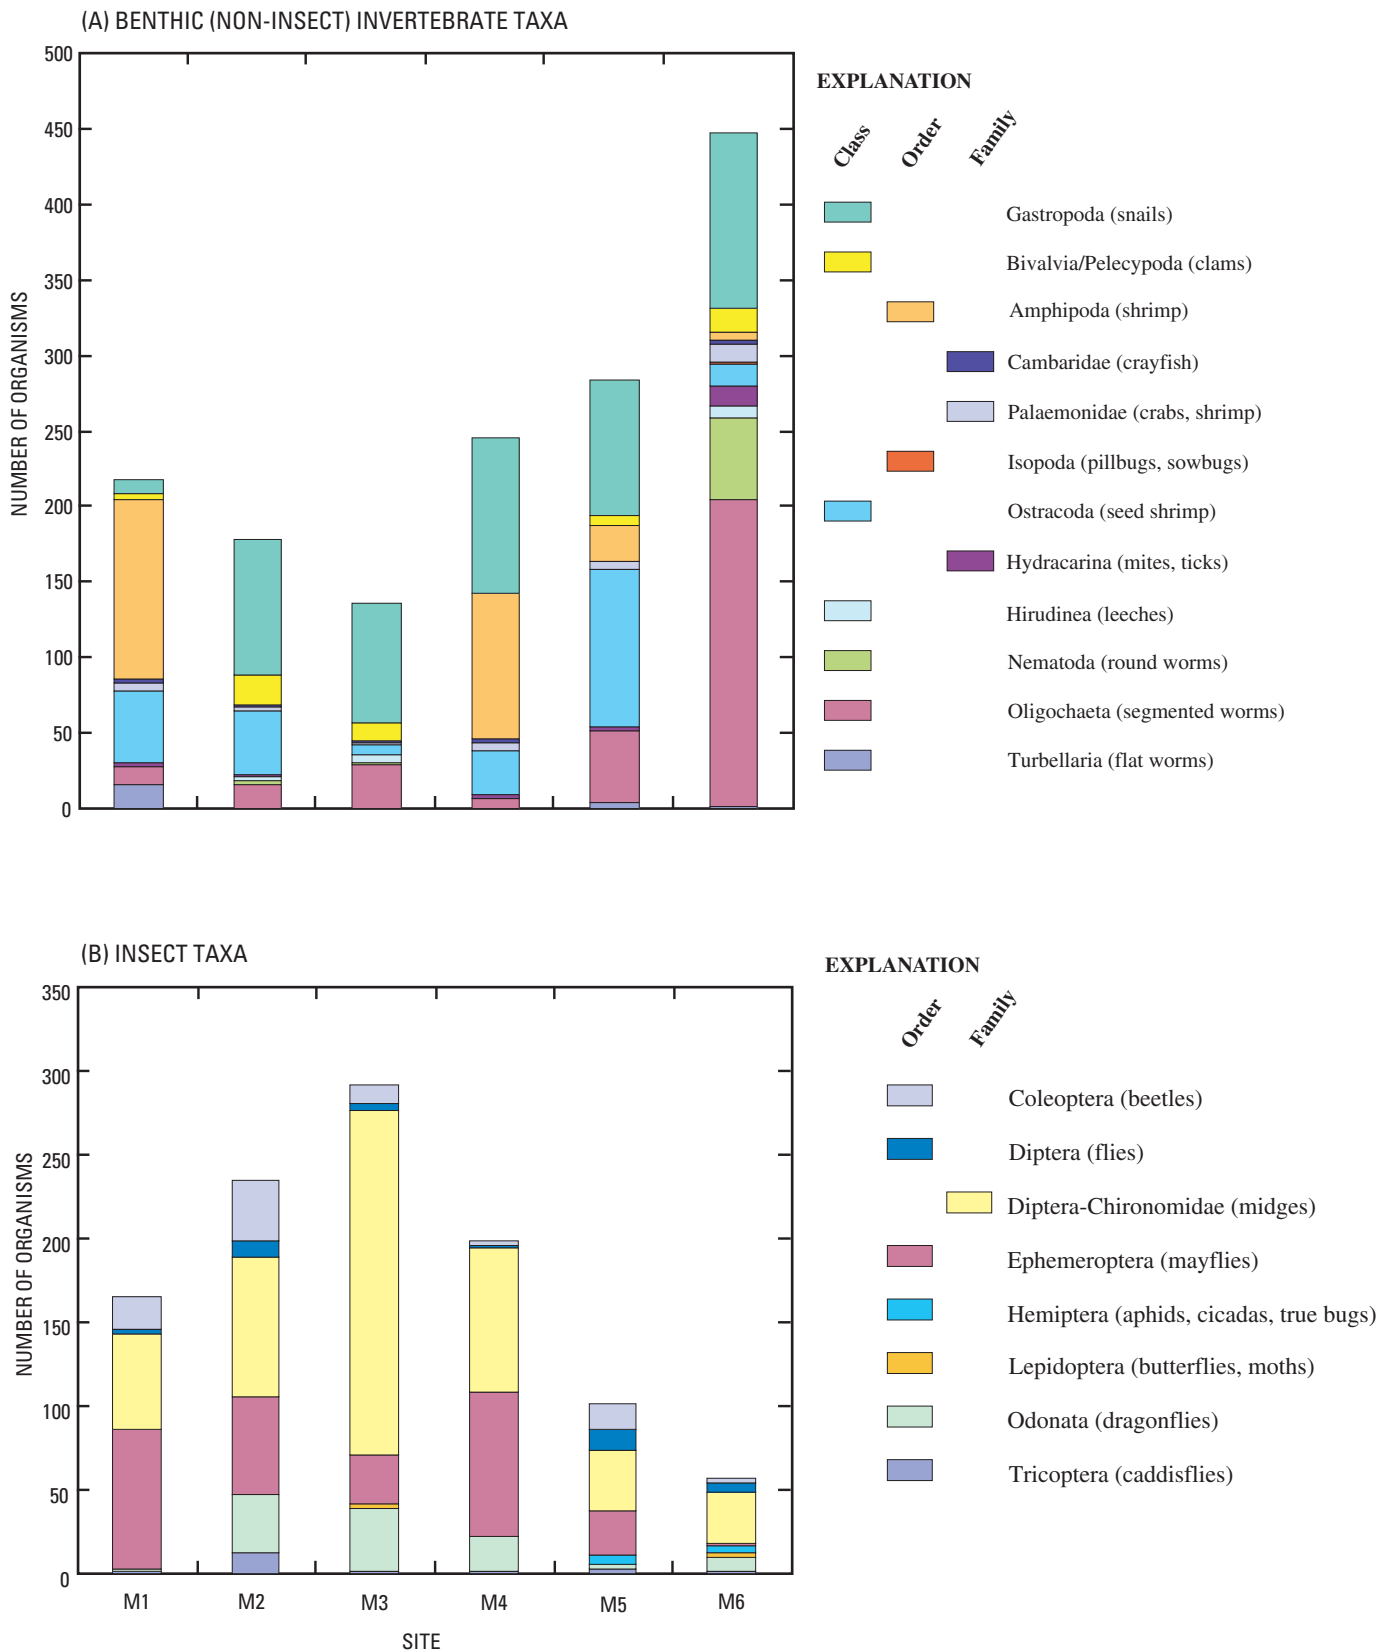 (A) BENTHIC (NON-INSECT) INVERTEBRATE TAXA
500
450
400
350
300
250
200
150
100
50
0
NUMBER OF ORGANISMS
EXPLANATION
Class
Order
Family
Gastropoda (snails)
Bivalvia/Pelecypoda (clams)
Amphipoda (shrimp)
Cambaridae (crayfish)
Palaemonidae (crabs, shrimp)
Isopoda (pillbugs, sowbugs)
Ostracoda (seed shrimp)
Hydracarina (mites, ticks)
Hirudinea (leeches)
Nematoda (round worms)
Oligochaeta (segmented worms)
Turbellaria (flat worms)
(B) INSECT TAXA
350
300
250
200
150
100
50
0
NUMBER OF ORGANISMS
M1 M2 M3 M4 M5 M6
SITE
EXPLANATION
Order
Family
Coleoptera (beetles)
Diptera (flies)
Diptera-Chironomidae (midges)
Ephemeroptera (mayflies)
Hemiptera (aphids, cicadas, true bugs)
Lepidoptera (butterflies, moths)
Odonata (dragonflies)
Tricoptera (caddisflies)